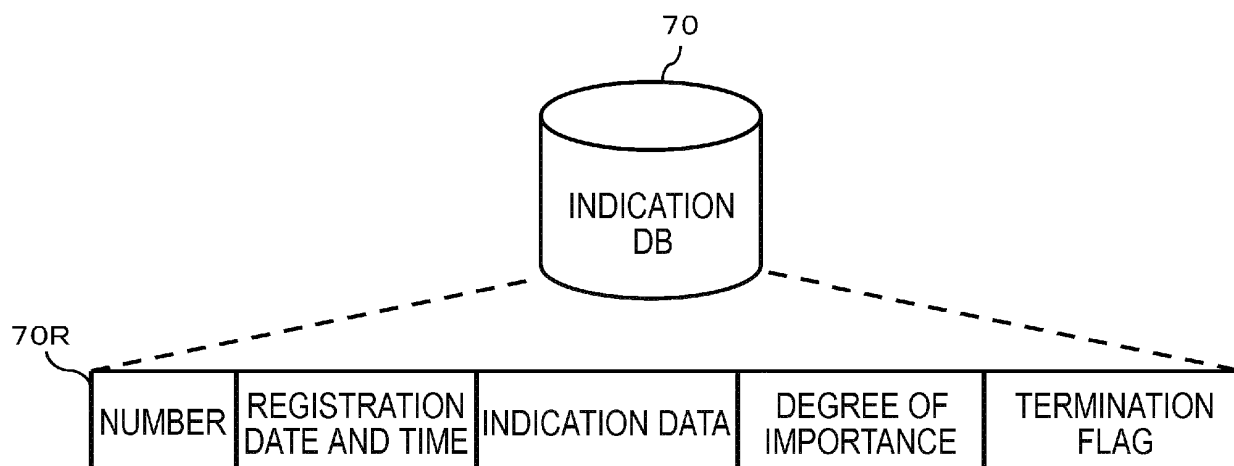 70
INDICATION
DB
70R
NUMBER
REGISTRATION
DATE AND TIME
INDICATION DATA
DEGREE OF
IMPORTANCE
TERMINATION
FLAG